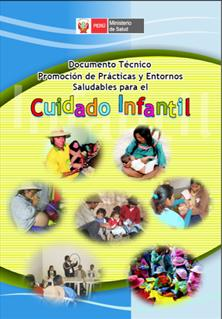 PERÚ
Ministerio
de Salud
Documento Técnico
Promoción de Prácticas y Entornos
Saludables para el
Cuidado Infantil